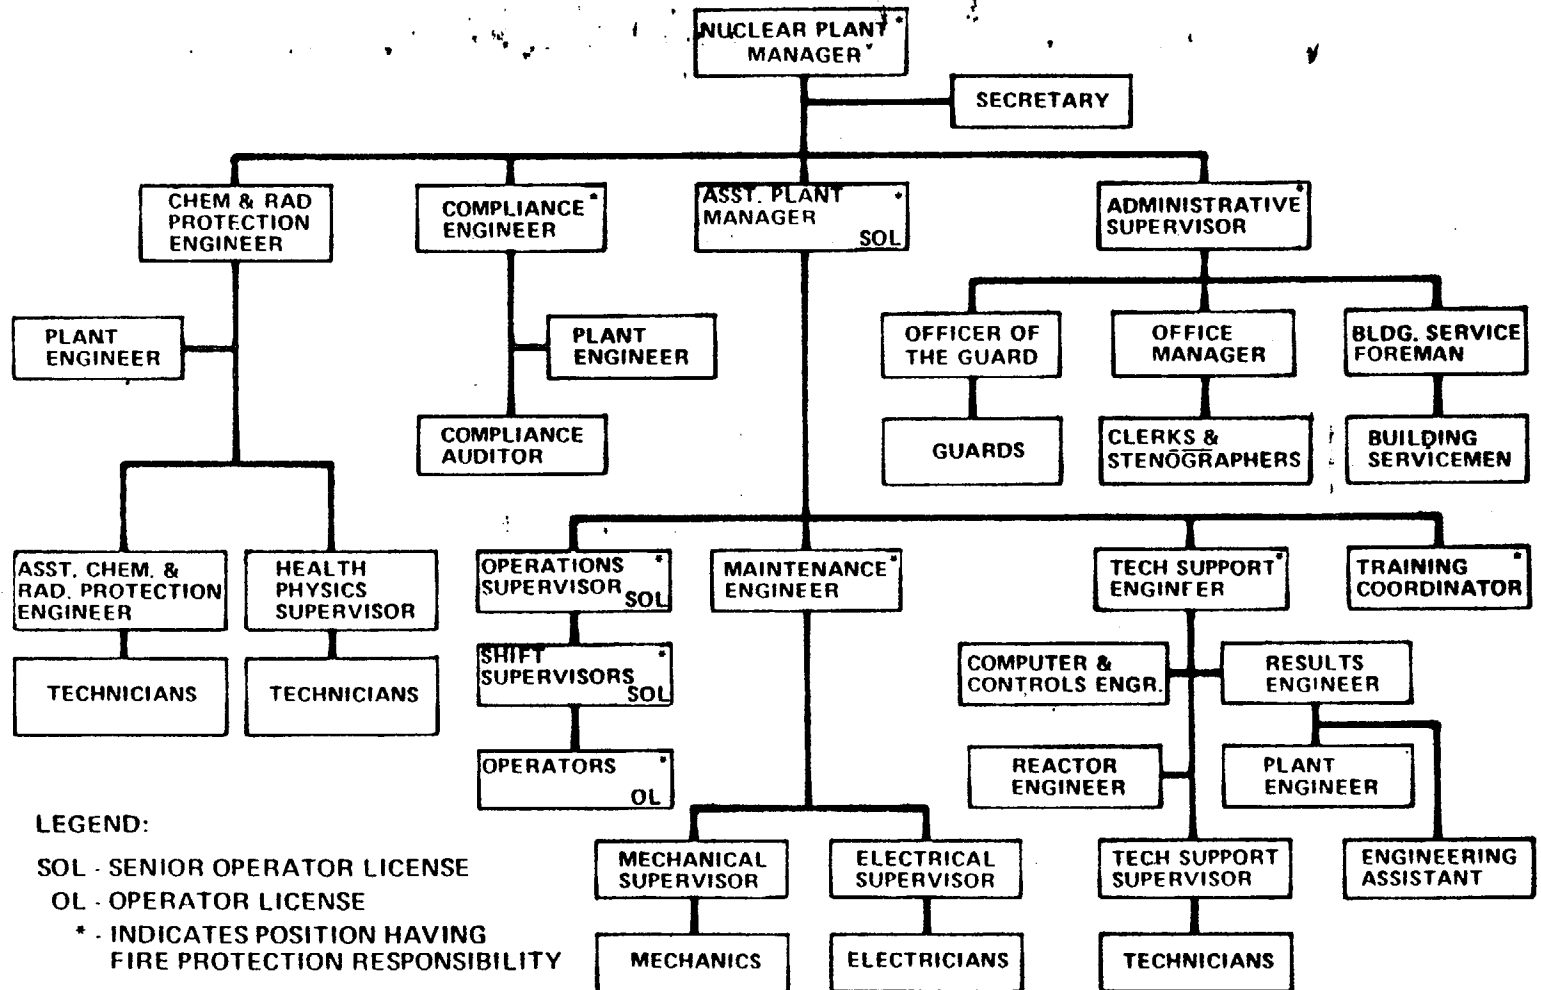 NUCLEAR PLANT *
MANAGER
SECRETARY
CHEM & RAD
PROTECTION
ENGINEER
COMPLIANCE *
ENGINEER
ASST. PLANT *
MANAGER
SOL
ADMINISTRATIVE *
SUPERVISOR
PLANT
ENGINEER
PLANT
ENGINEER
OFFICER OF
THE GUARD
OFFICE
MANAGER
BLDG. SERVICE
FOREMAN
COMPLIANCE
AUDITOR
GUARDS
CLERKS &
STENOGRAPHERS
BUILDING
SERVICEMEN
ASST. CHEM. &
RAD. PROTECTION
ENGINEER
HEALTH
PHYSICS
SUPERVISOR
OPERATIONS *
SUPERVISOR
SOL
MAINTENANCE *
ENGINEER
TECH SUPPORT *
ENGINEER
TRAINING *
COORDINATOR
TECHNICIANS
TECHNICIANS
SHIFT *
SUPERVISORS
SOL
COMPUTER &
CONTROLS ENGR.
RESULTS
ENGINEER
OPERATORS *
OL
REACTOR
ENGINEER
PLANT
ENGINEER
MECHANICAL
SUPERVISOR
ELECTRICAL
SUPERVISOR
TECH SUPPORT
SUPERVISOR
ENGINEERING
ASSISTANT
MECHANICS
ELECTRICIANS
TECHNICIANS
LEGEND:
SOL - SENIOR OPERATOR LICENSE
OL - OPERATOR LICENSE
* - INDICATES POSITION HAVING
FIRE PROTECTION RESPONSIBILITY